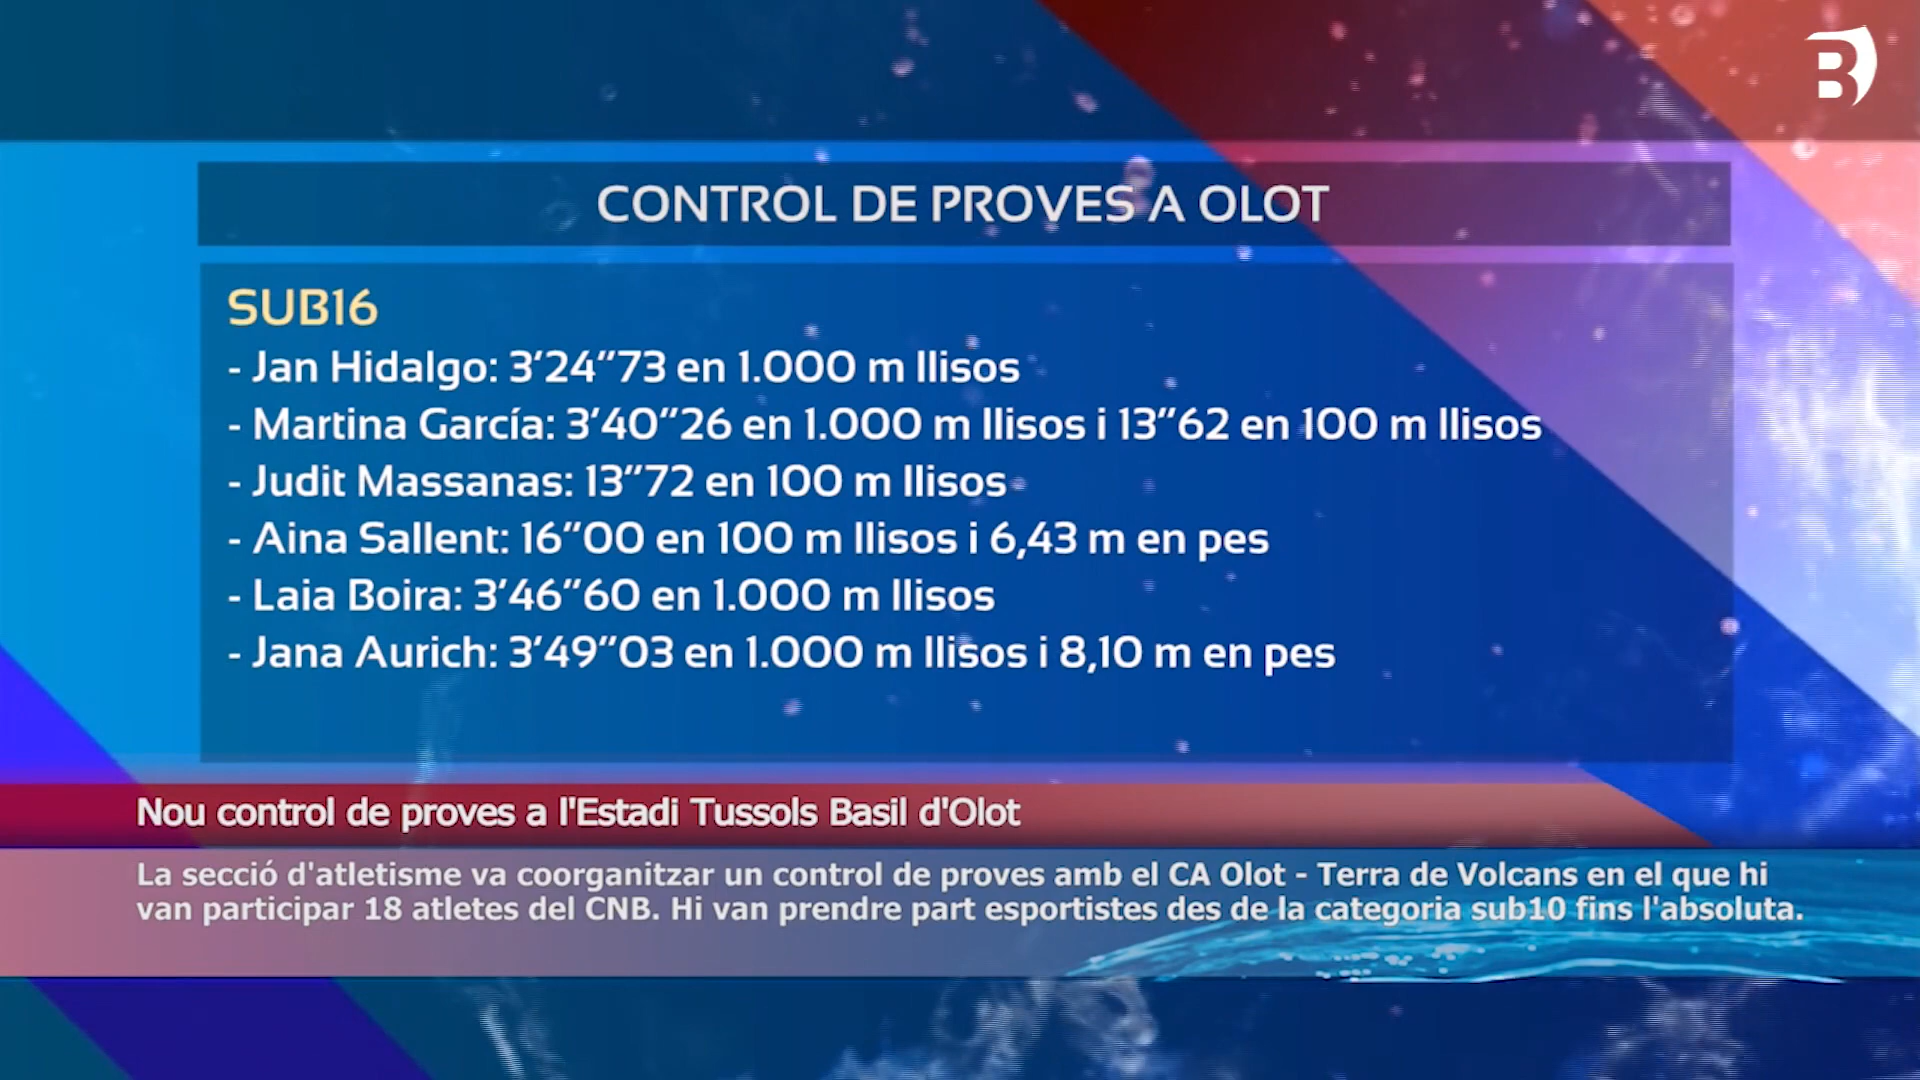 B
CONTROL DE PROVES A OLOT
SUB16
- Jan Hidalgo: 3'24"73 en 1.000 m llisos
- Martina García: 3'40"26 en 1.000 m llisos i 13"62 en 100 m llisos
- Judit Massanas: 13"72 en 100 m llisos
- Aina Sallent: 16"00 en 100 m llisos i 6,43 m en pes
- Laia Boira: 3'46"60 en 1.000 m llisos
- Jana Aurich: 3'49"03 en 1.000 m llisos i 8,10 m en pes
Nou control de proves a l'Estadi Tussols Basil d'Olot
La secció d'atletisme va coorganitzar un control de proves amb el CA Olot - Terra de Volcans en el que hi
van participar 18 atletes del CNB. Hi van prendre part esportistes des de la categoria sub10 fins l'absoluta.